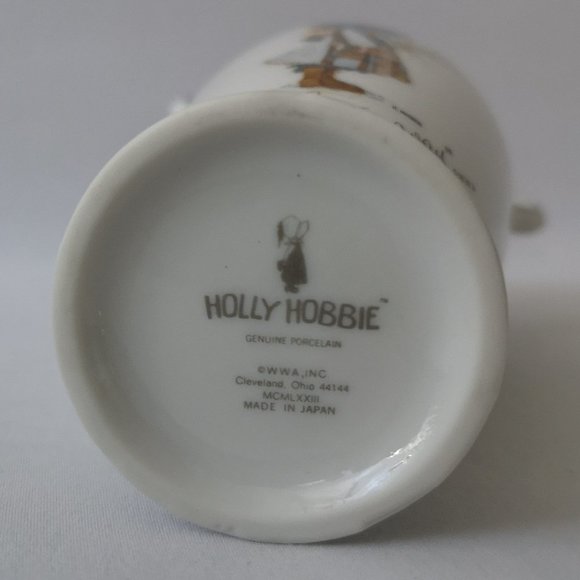 HOLLY HOBBIE™
GENUINE PORCELAIN
©WWA, INC
Cleveland, Ohio 44144
MCMLXXIII
MADE IN JAPAN